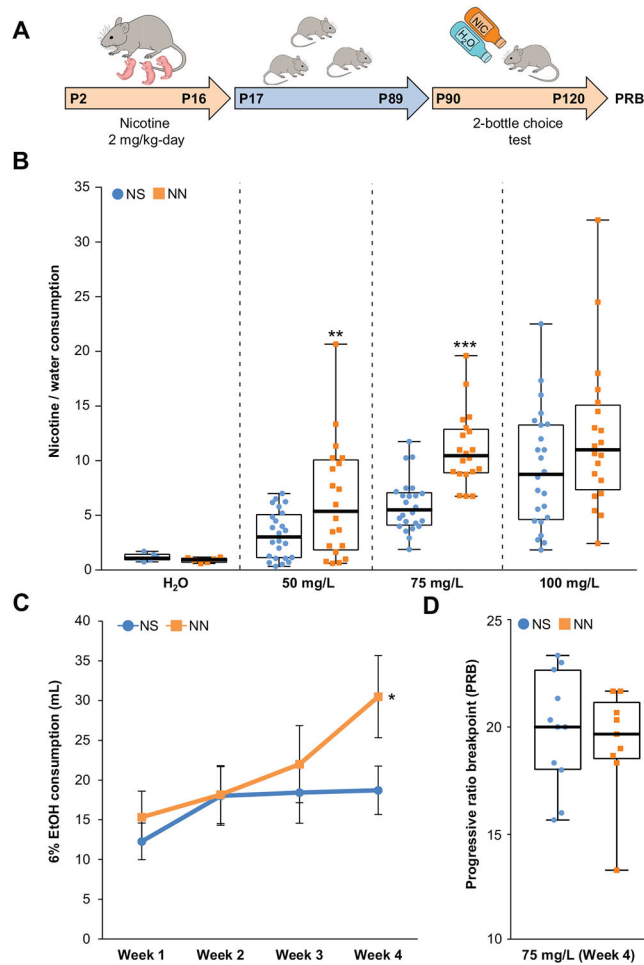 A
NIC
H₂O
P2
P16
P17
P89
P90
P120
PRB
Nicotine
2 mg/kg-day
2-bottle choice
test
B
NS
NN
Nicotine / water consumption
35
30
25
20
15
10
5
0
**
***
H₂O
50 mg/L
75 mg/L
100 mg/L
C
NS
NN
6% EtOH consumption (mL)
40
35
30
25
20
15
10
5
0
*
Week 1
Week 2
Week 3
Week 4
D
NS
NN
Progressive ratio breakpoint (PRB)
25
20
15
10
75 mg/L (Week 4)